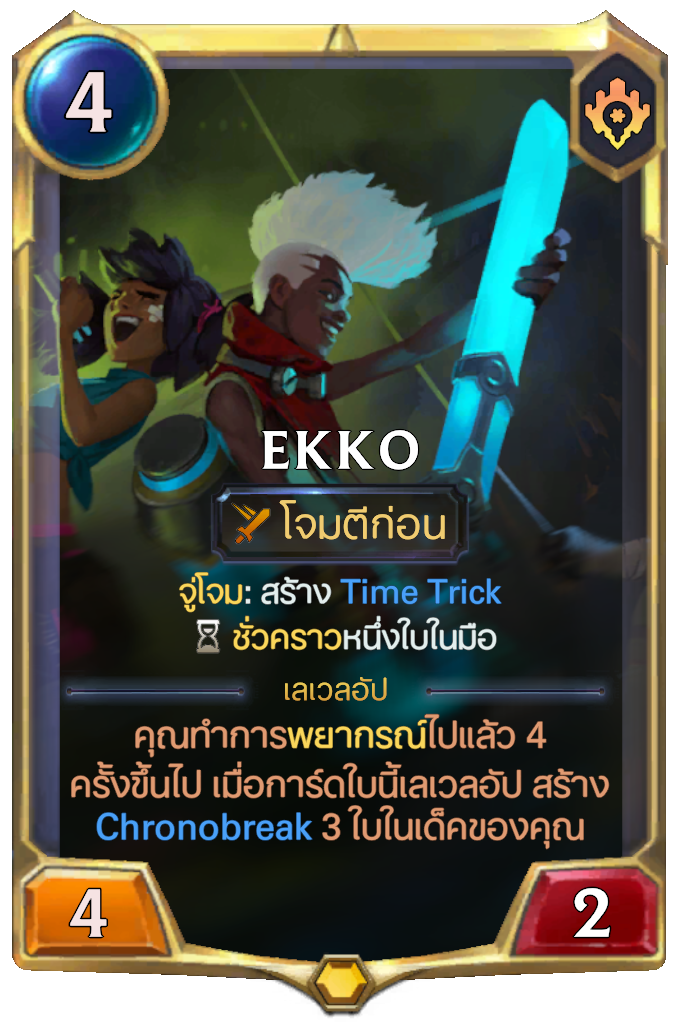 4
EKKO
โจมตีก่อน
จู่โจม: สร้าง Time Trick
ชั่วคราวหนึ่งใบในมือ
เลเวลอัป
คุณทำการพยากรณ์ไปแล้ว 4
ครั้งขึ้นไป เมื่อการ์ดใบนี้เลเวลอัป สร้าง
Chronobreak 3 ใบในเด็คของคุณ
4
2